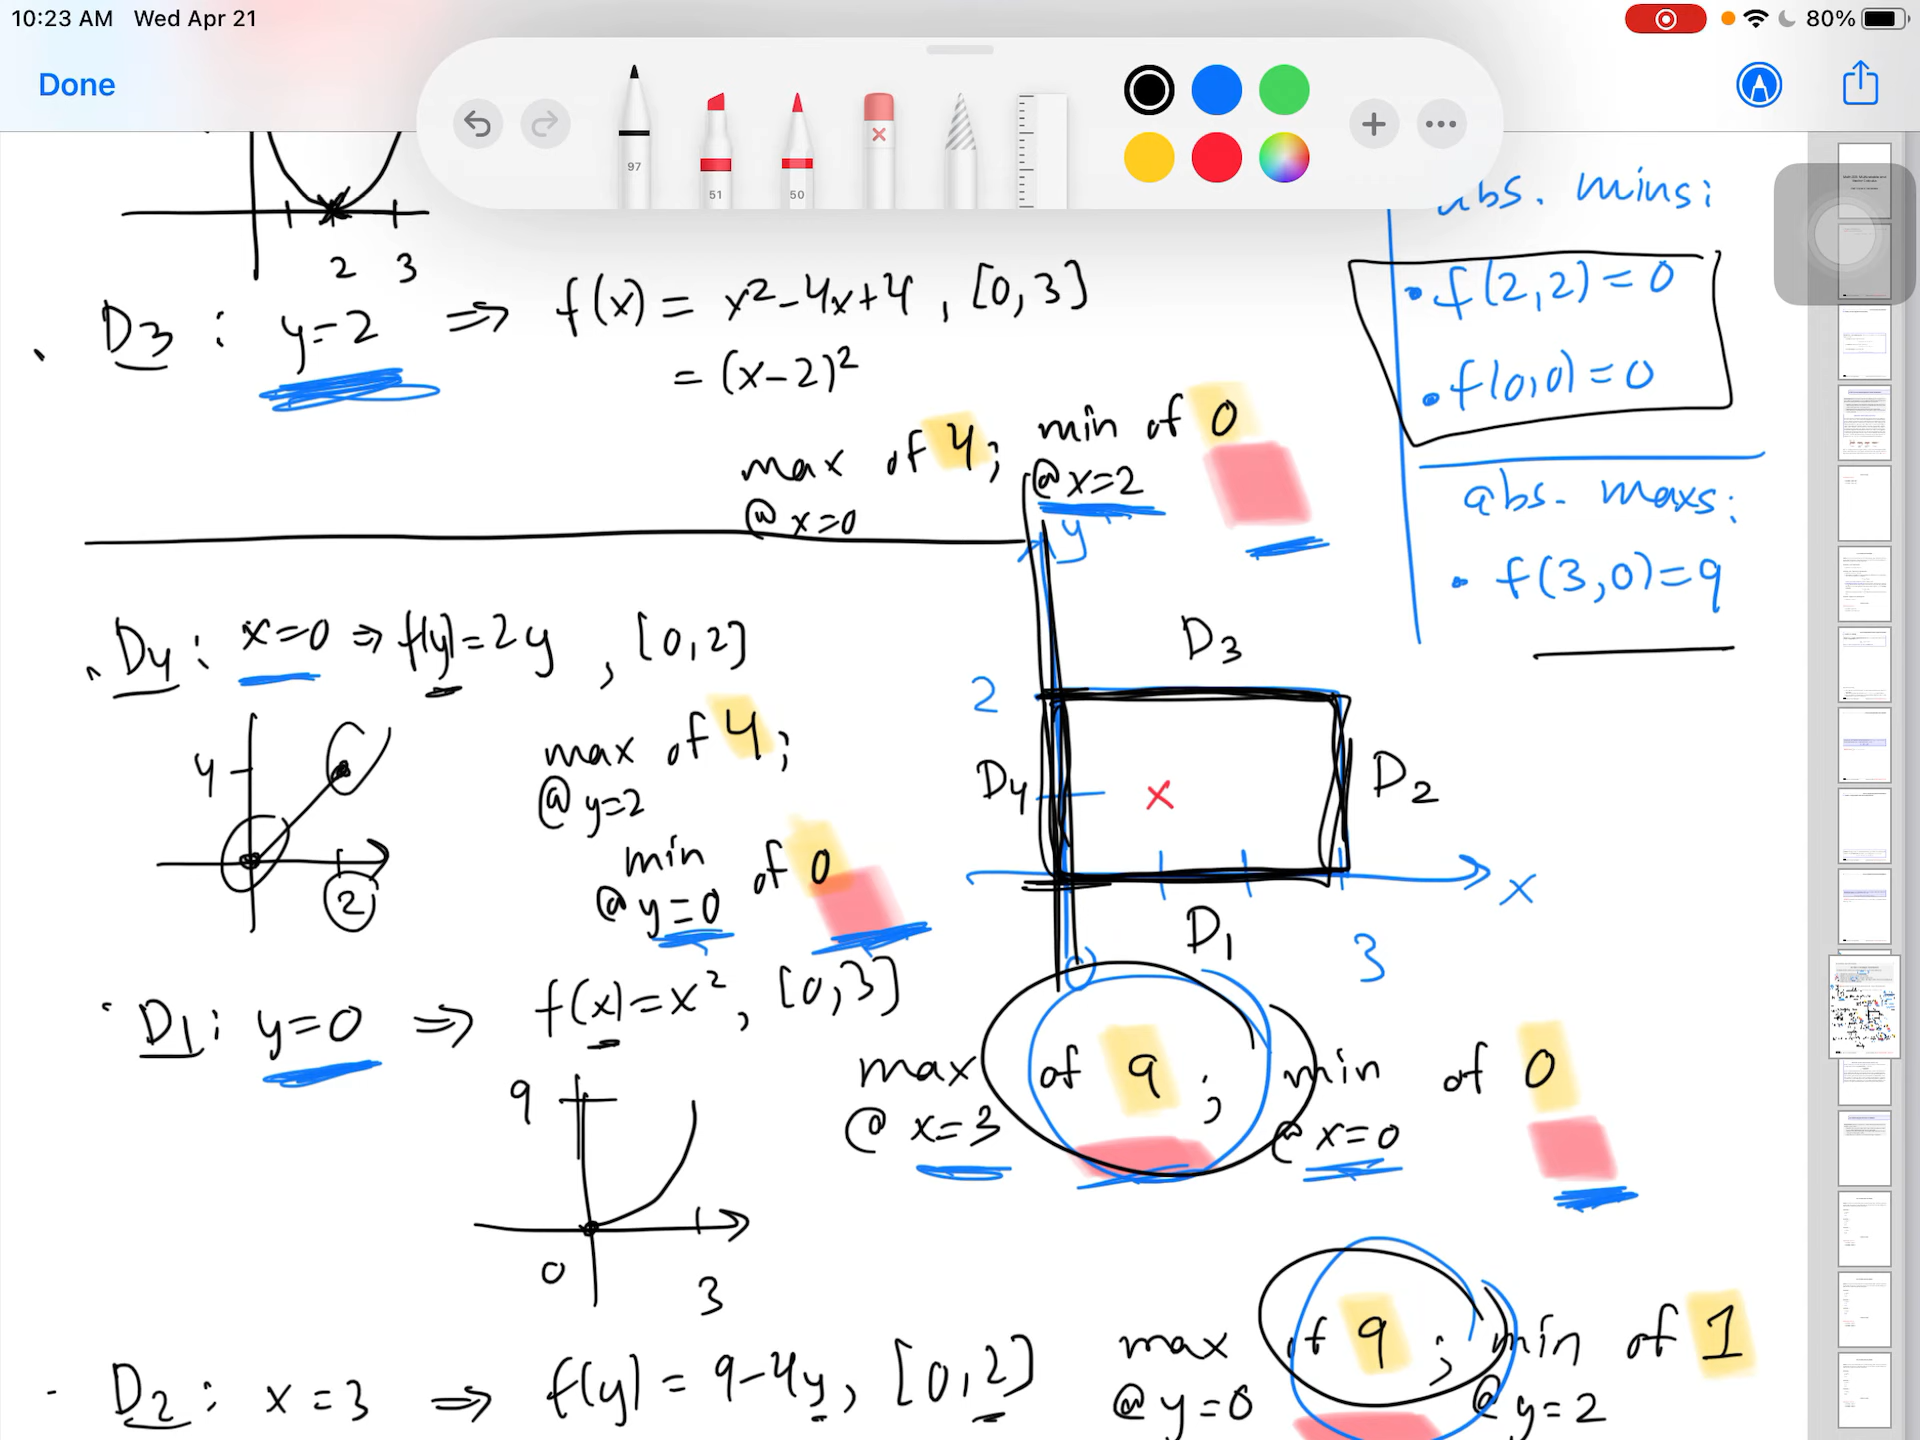 10:23 AM Wed Apr 21
80%
Done
97
51
50
2 3
D3 : y=2 ⇒ f(x) = x²-4x+4 , [0,3]
= (x-2)²
max of 4; min of 0
@ x=0 @ x=2
abs. mins:
• f(2,2)=0
• f(0,0)=0
abs. maxs:
• f(3,0)=9
D4 : x=0 ⇒ f(y)=2y , [0,2]
4
2
max of 4;
@ y=2
min of 0
@ y=0
y
D3
2
D4 x D2
x
D1 3
D1: y=0 ⇒ f(x)=x², [0,3]
max of 9 ; min of 0
@ x=3 @ x=0
9
0 3
D2: x=3 ⇒ f(y) = 9-4y, [0,2] max of 9 ; min of 1
@ y=0 @ y=2